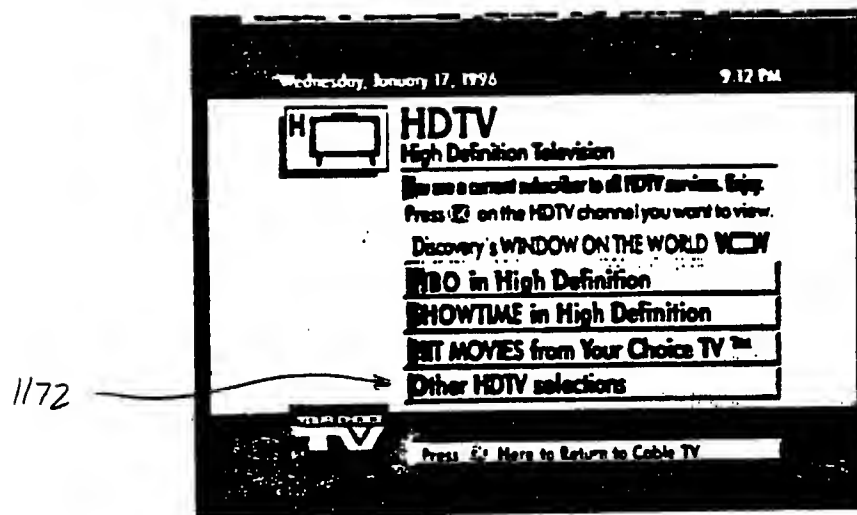 Wednesday, January 17, 1996
9:12 PM
H
HDTV
High Definition Television
You are a current subscriber to all HDTV services. Enjoy.
Press OK on the HDTV channel you want to view.
Discovery's WINDOW ON THE WORLD WOW
HBO in High Definition
SHOWTIME in High Definition
HIT MOVIES from Your Choice TV ™
Other HDTV selections
1172
TV
Press Here to Return to Cable TV